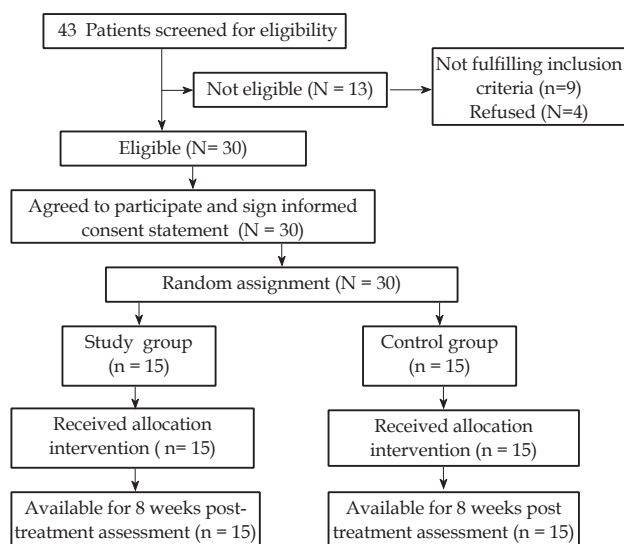 43 Patients screened for eligibility
Not eligible (N = 13)
Not fulfilling inclusion
criteria (n=9)
Refused (N=4)
Eligible (N= 30)
Agreed to participate and sign informed
consent statement (N = 30)
Random assignment (N = 30)
Study group
(n = 15)
Control group
(n = 15)
Received allocation
intervention ( n= 15)
Received allocation
intervention (n = 15)
Available for 8 weeks post-
treatment assessment (n = 15)
Available for 8 weeks post
treatment assessment (n = 15)